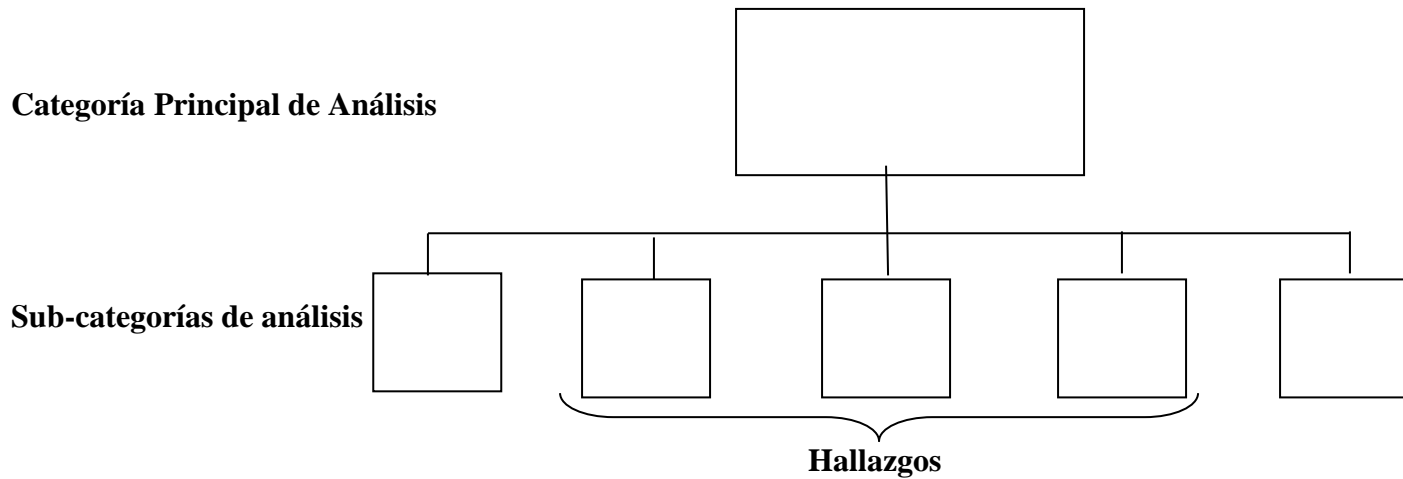 Categoría Principal de Análisis
Sub-categorías de análisis
Hallazgos